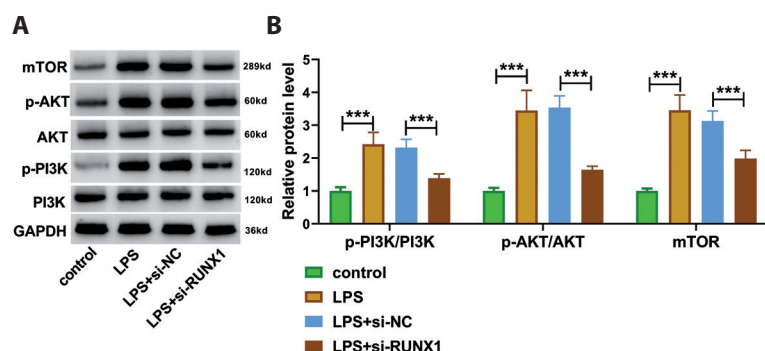 A
mTOR 289kd
p-AKT 60kd
AKT 60kd
p-PI3K 120kd
PI3K 120kd
GAPDH 36kd
control LPS LPS+si-NC LPS+si-RUNX1
B
Relative protein level
5
4
3
2
1
0
*** *** *** *** *** ***
p-PI3K/PI3K p-AKT/AKT mTOR
control
LPS
LPS+si-NC
LPS+si-RUNX1